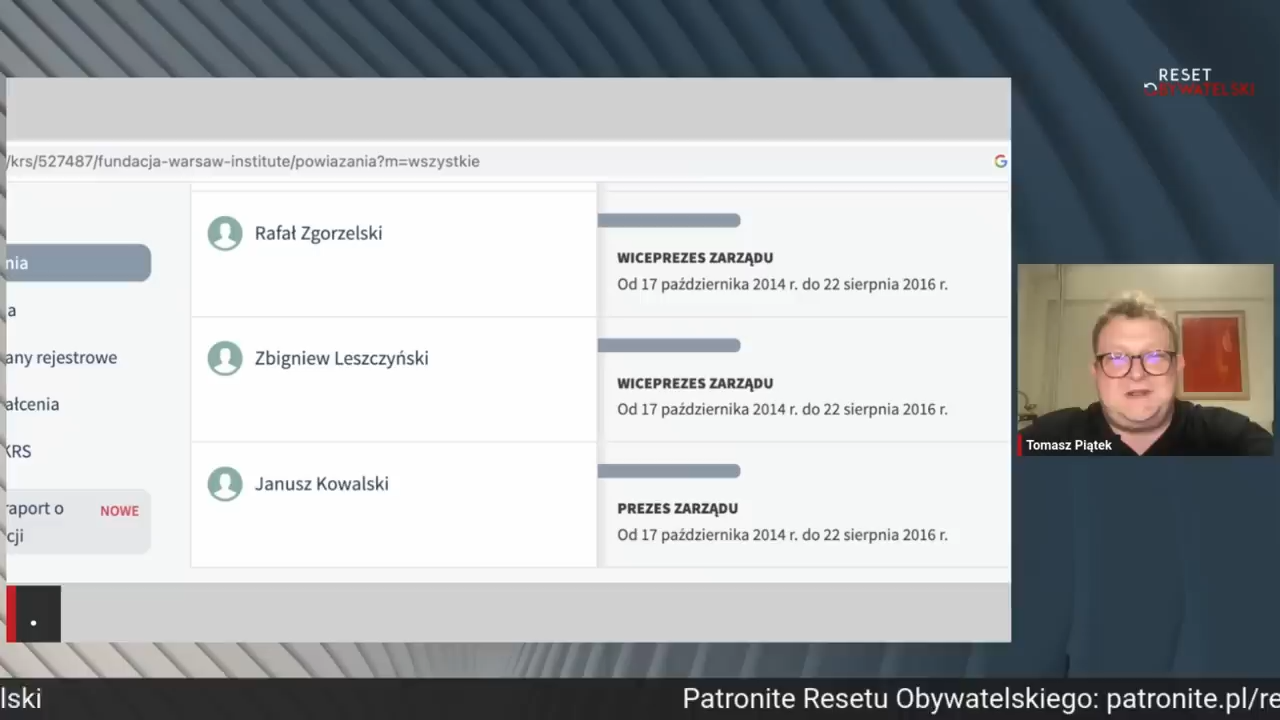 RESET
OBYWATELSKI
/krs/527487/fundacja-warsaw-institute/powiazania?m=wszystkie
nia
a
any rejestrowe
ałcenia
KRS
raport o
cji
NOWE
Rafał Zgorzelski
WICEPREZES ZARZĄDU
Od 17 października 2014 r. do 22 sierpnia 2016 r.
Zbigniew Leszczyński
WICEPREZES ZARZĄDU
Od 17 października 2014 r. do 22 sierpnia 2016 r.
Janusz Kowalski
PREZES ZARZĄDU
Od 17 października 2014 r. do 22 sierpnia 2016 r.
Tomasz Piątek
.
lski
Patronite Resetu Obywatelskiego: patronite.pl/re